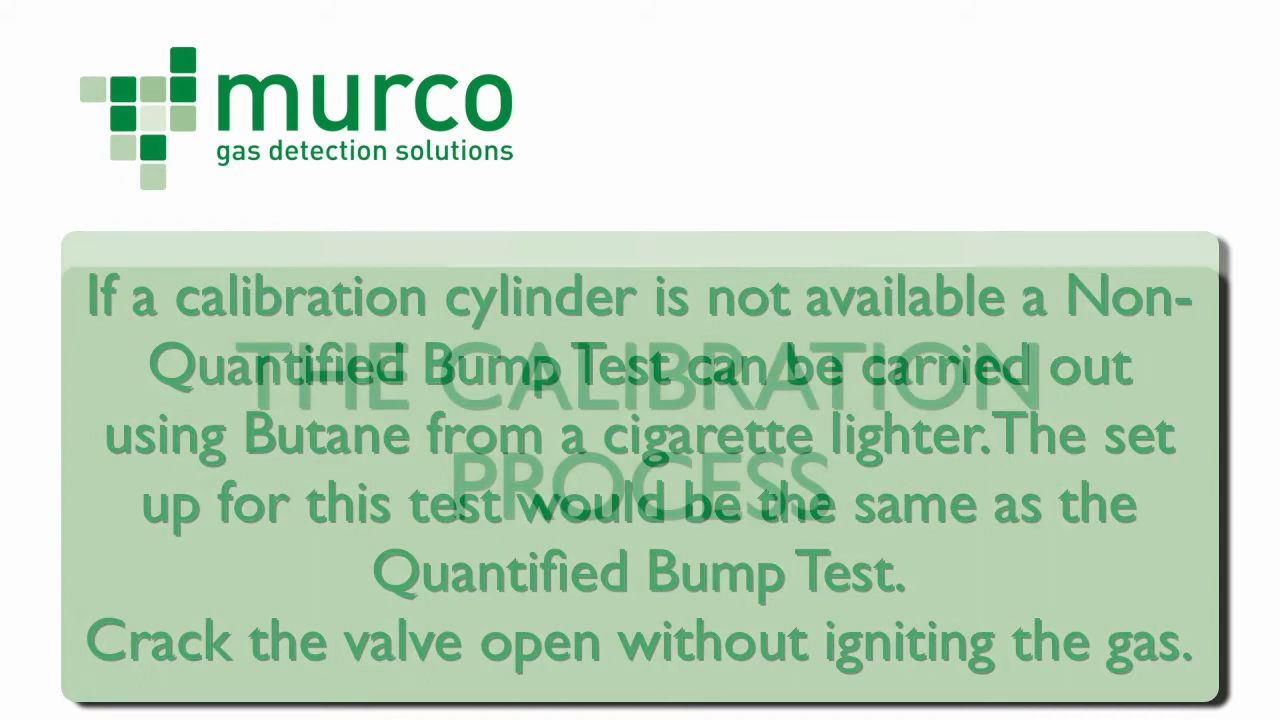 murco
gas detection solutions
If a calibration cylinder is not available a Non-
Quantified Bump Test can be carried out
using Butane from a cigarette lighter. The set
up for this test would be the same as the
Quantified Bump Test.
Crack the valve open without igniting the gas.
THE CALIBRATION
PROCESS